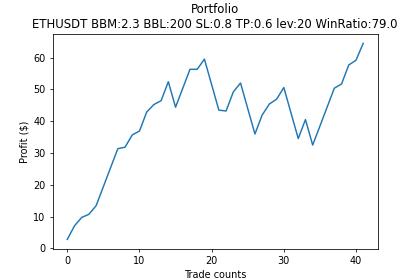 Portfolio
ETHUSDT BBM:2.3 BBL:200 SL:0.8 TP:0.6 lev:20 WinRatio:79.0
Profit ($)
60
50
40
30
20
10
0
0 10 20 30 40
Trade counts